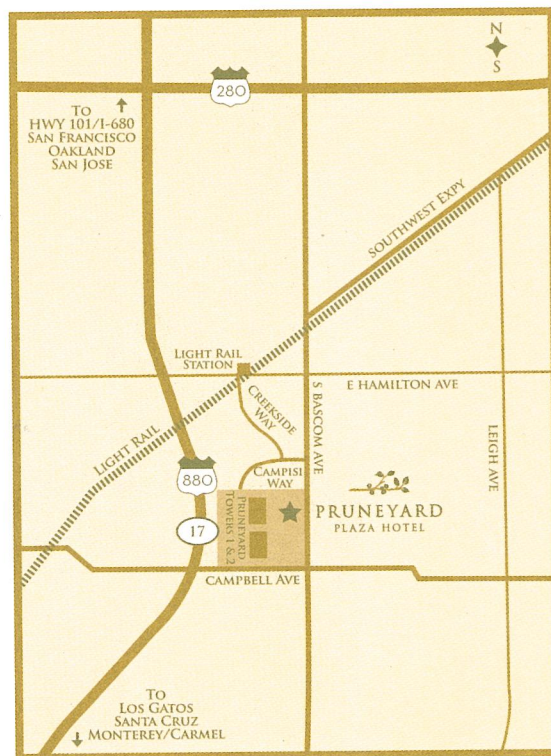 N
S
280
TO
HWY 101/I-680
SAN FRANCISCO
OAKLAND
SAN JOSE
SOUTHWEST EXPY
LIGHT RAIL
STATION
E HAMILTON AVE
CREEKSIDE
WAY
S BASCOM AVE
LEIGH AVE
LIGHT RAIL
880
CAMPISI
WAY
17
PRUNEYARD
TOWERS 1 & 2
PRUNEYARD
PLAZA HOTEL
CAMPBELL AVE
TO
LOS GATOS
SANTA CRUZ
MONTEREY/CARMEL